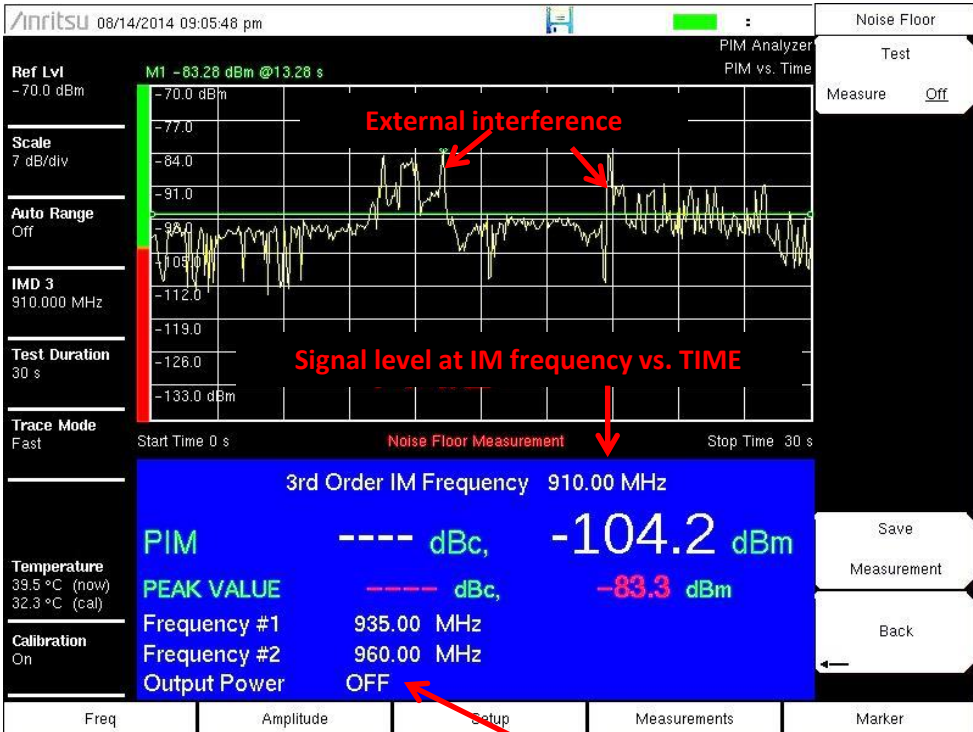 /inritsu 08/14/2014 09:05:48 pm
Noise Floor
PIM Analyzer
PIM vs. Time
Test
Measure Off
Ref Lvl
-70.0 dBm
M1 -83.28 dBm @13.28 s
-70.0 dBm
-77.0
External interference
Scale
7 dB/div
-84.0
-91.0
Auto Range
Off
-98.0
-105.0
IMD 3
910.000 MHz
-112.0
-119.0
Test Duration
30 s
-126.0
Signal level at IM frequency vs. TIME
-133.0 dBm
Trace Mode
Fast
Start Time 0 s
Noise Floor Measurement
Stop Time 30 s
3rd Order IM Frequency 910.00 MHz
PIM ---- dBc, -104.2 dBm
PEAK VALUE ---- dBc, -83.3 dBm
Frequency #1 935.00 MHz
Frequency #2 960.00 MHz
Output Power OFF
Temperature
39.5 °C (now)
32.3 °C (cal)
Calibration
On
Save
Measurement
Back
Freq
Amplitude
Setup
Measurements
Marker